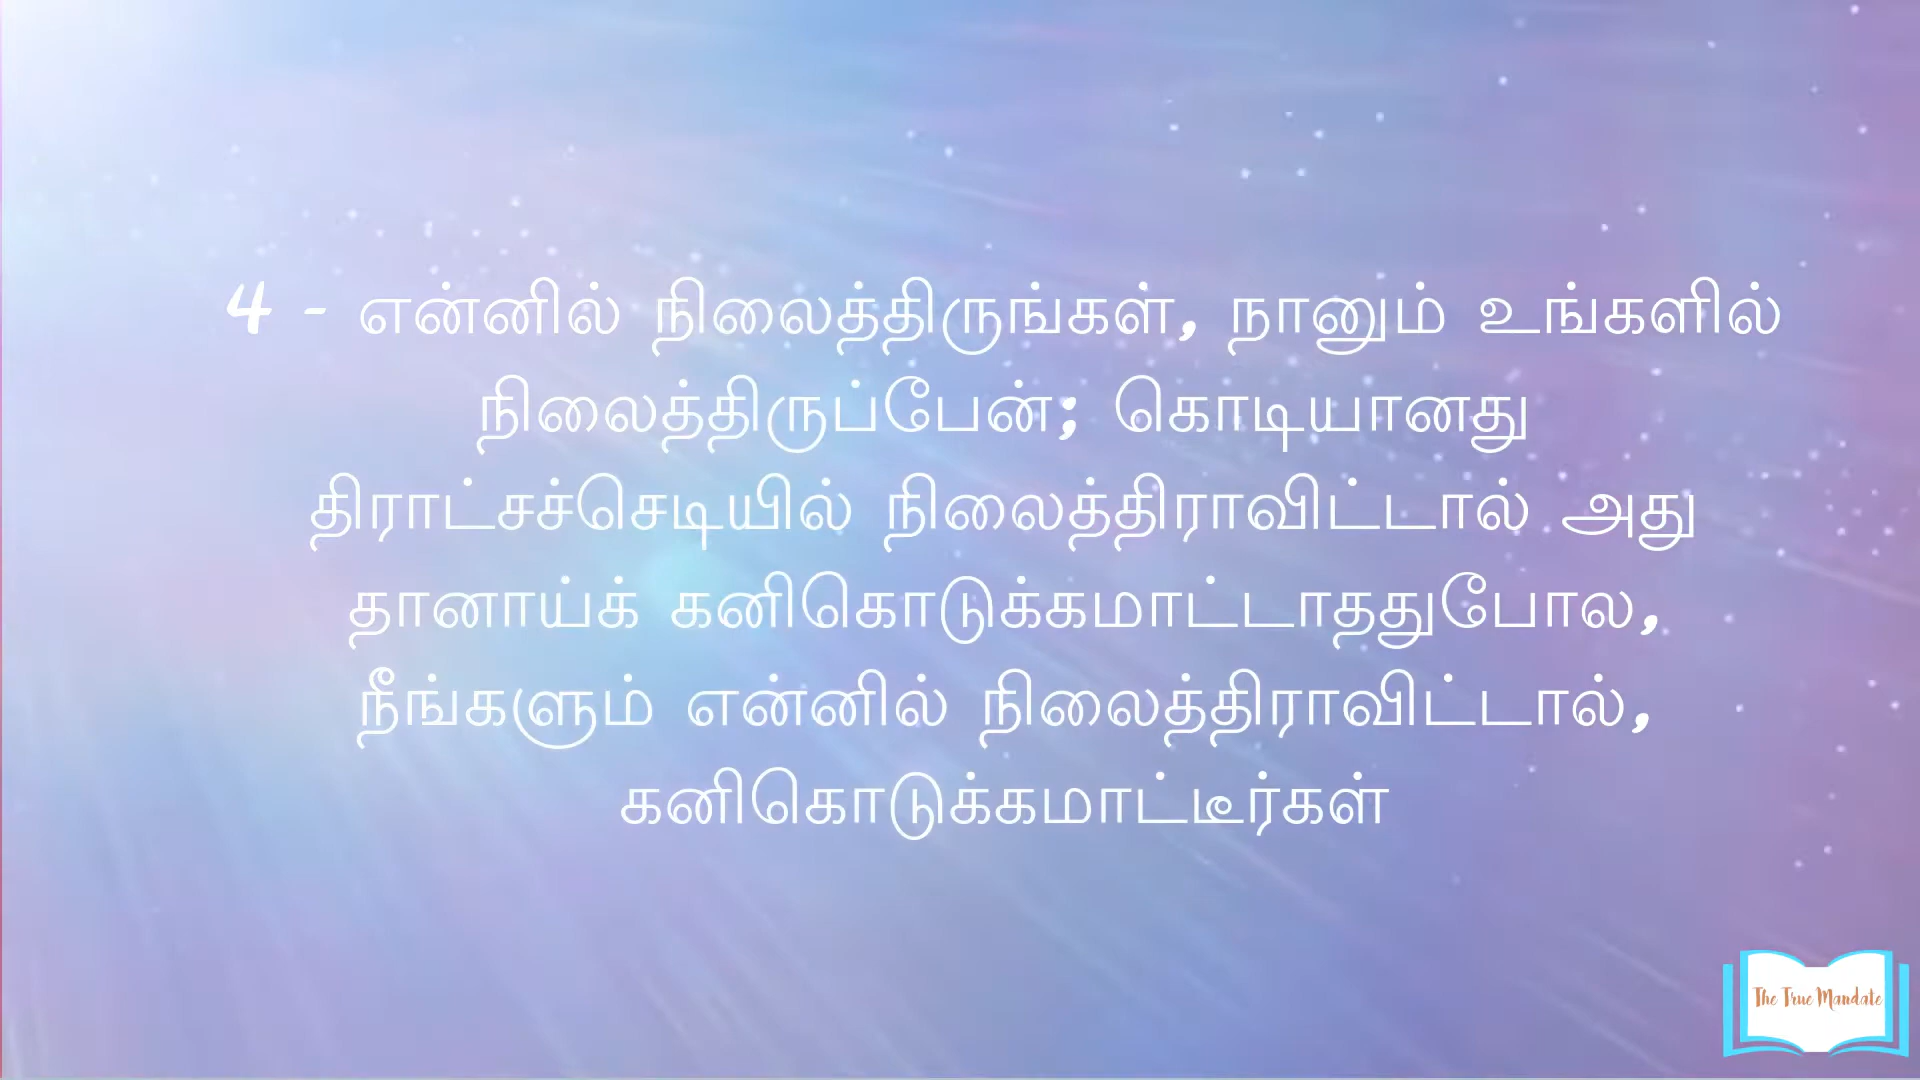 4 - என்னில் நிலைத்திருங்கள், நானும் உங்களில்
நிலைத்திருப்பேன்; கொடியானது
திராட்சச்செடியில் நிலைத்திராவிட்டால் அது
தானாய்க் கனிகொடுக்கமாட்டாததுபோல,
நீங்களும் என்னில் நிலைத்திராவிட்டால்,
கனிகொடுக்கமாட்டீர்கள்
The True Mandate